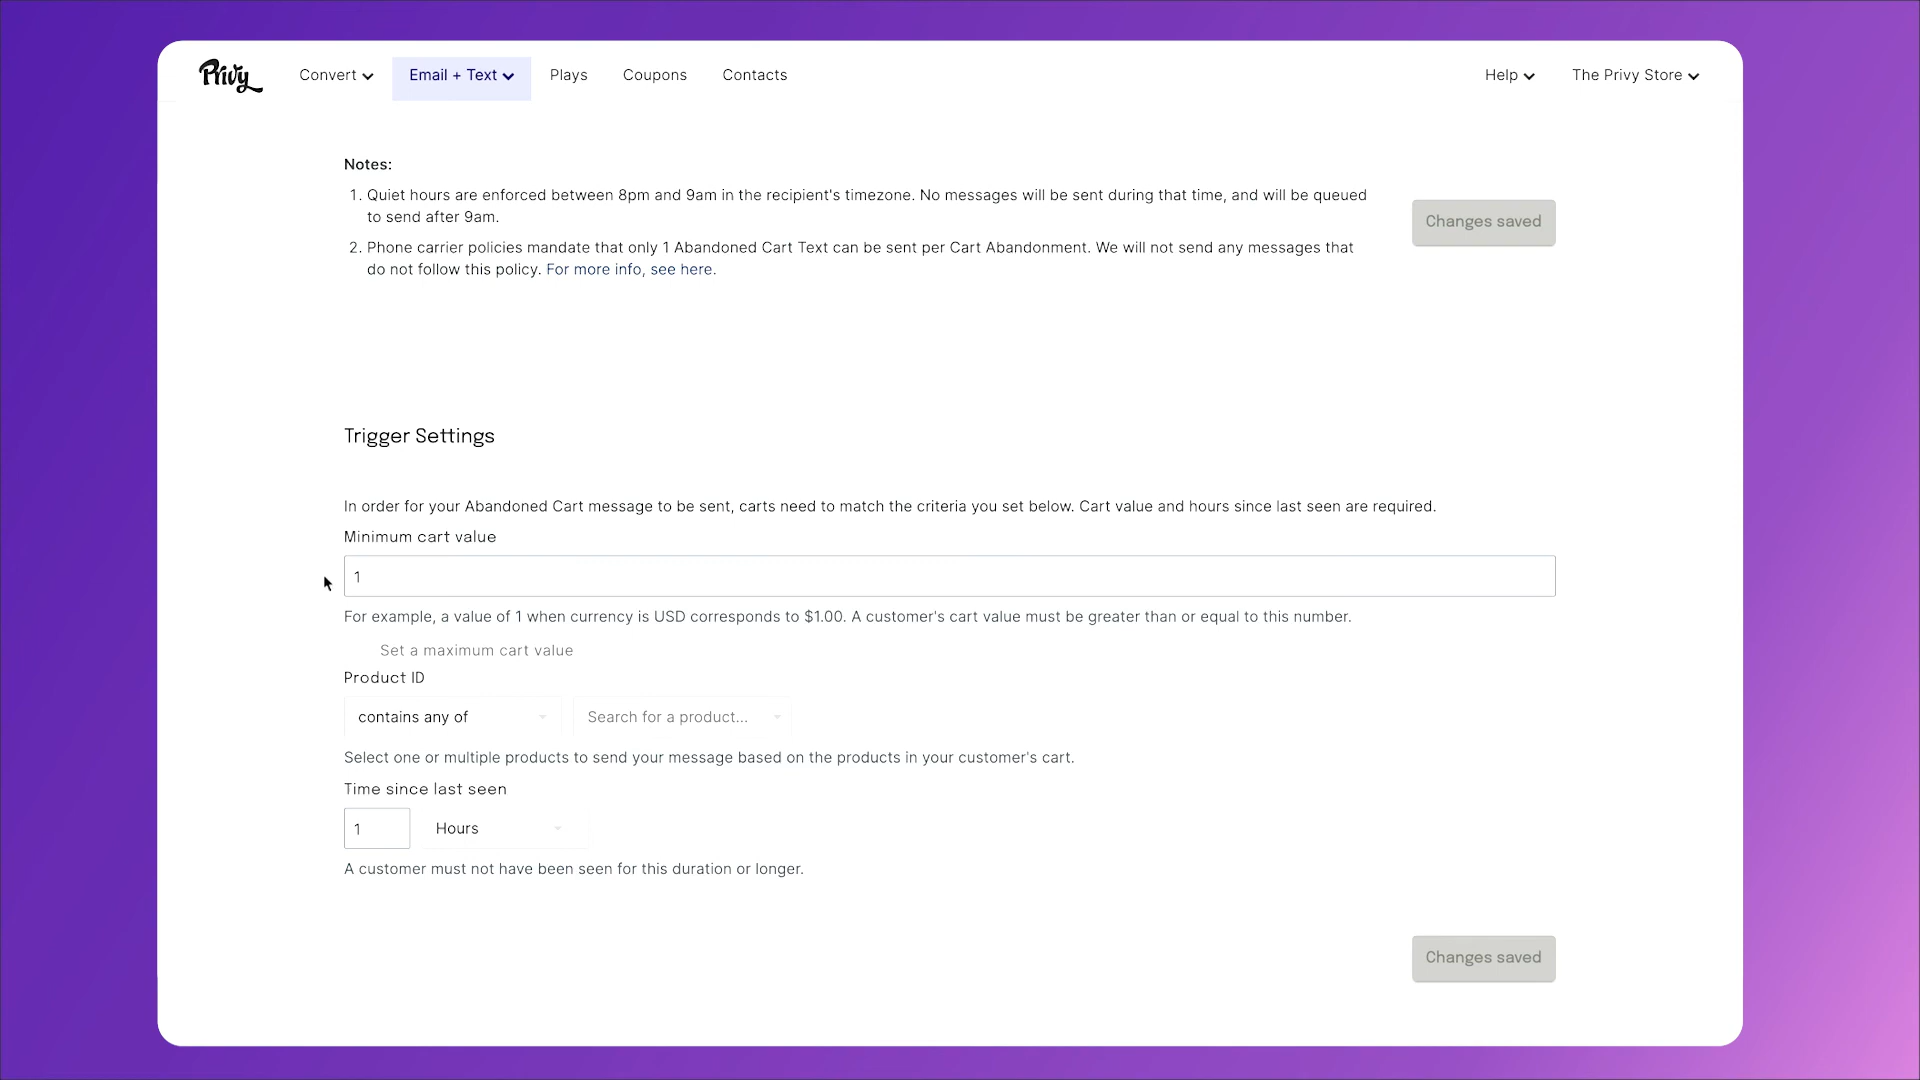 Privy
Convert
Email + Text
Plays
Coupons
Contacts
Help
The Privy Store
Notes:
1. Quiet hours are enforced between 8pm and 9am in the recipient's timezone. No messages will be sent during that time, and will be queued
to send after 9am.
2. Phone carrier policies mandate that only 1 Abandoned Cart Text can be sent per Cart Abandonment. We will not send any messages that
do not follow this policy. For more info, see here.
Changes saved
Trigger Settings
In order for your Abandoned Cart message to be sent, carts need to match the criteria you set below. Cart value and hours since last seen are required.
Minimum cart value
1
For example, a value of 1 when currency is USD corresponds to $1.00. A customer's cart value must be greater than or equal to this number.
Set a maximum cart value
Product ID
contains any of
Search for a product...
Select one or multiple products to send your message based on the products in your customer's cart.
Time since last seen
1
Hours
A customer must not have been seen for this duration or longer.
Changes saved